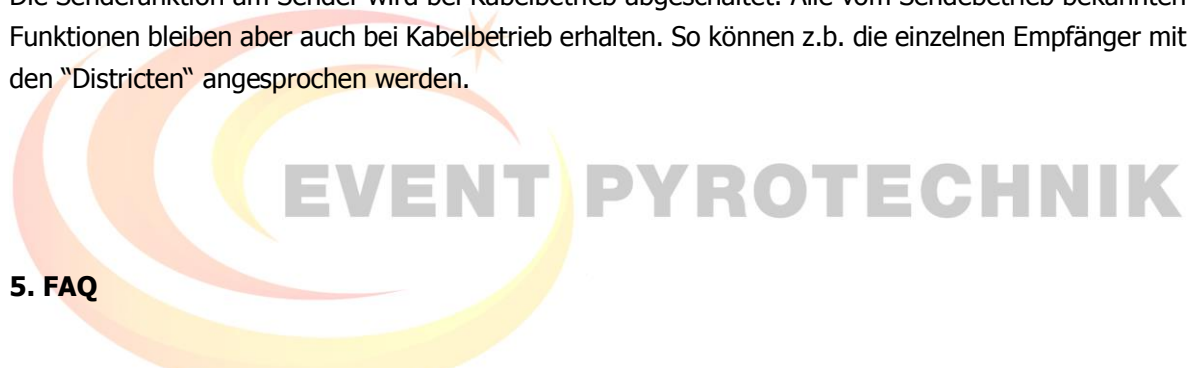 Die Sendefunktion am Sender wird bei Kabelbetrieb abgeschaltet. Alle vom Sendebetrieb bekannten
Funktionen bleiben aber auch bei Kabelbetrieb erhalten. So können z.b. die einzelnen Empfänger mit
den “Districten“ angesprochen werden.
EVENT PYROTECHNIK
5. FAQ